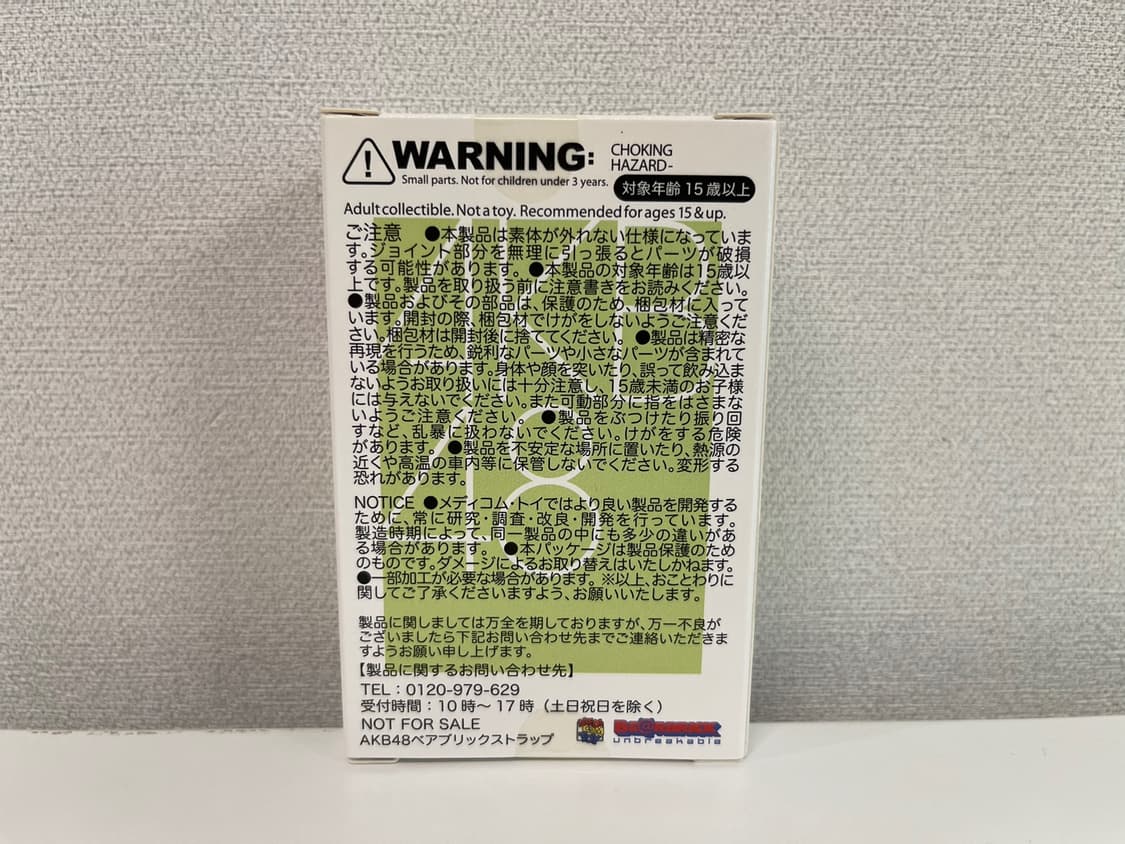 WARNING:
CHOKING
HAZARD-
Small parts. Not for children under 3 years.
対象年齢 15 歳以上
Adult collectible. Not a toy. Recommended for ages 15 & up.
AKB
48
ご注意 ●本製品は素体が外れない仕様になっていま
す。ジョイント部分を無理に引っ張るとパーツが破損
する可能性があります。 ●本製品の対象年齢は15歳以
上です。製品を取り扱う前に注意書きをお読みください。
●製品およびその部品は、保護のため、梱包材に入って
います。開封の際、梱包材でけがをしないようご注意くだ
さい。梱包材は開封後に捨ててください。 ●製品は精密な
再現を行うため、鋭利なパーツや小さなパーツが含まれて
いる場合があります。身体や顔を突いたり、誤って飲み込ま
ないようお取り扱いには十分注意し、15歳未満のお子様
には与えないでください。また可動部分に指をはさまな
いようご注意ください。 ●製品をぶつけたり振り回
すなど、乱暴に扱わないでください。けがをする危険
があります。 ●製品を不安定な場所に置いたり、熱源の
近くや高温の車内等に保管しないでください。変形する
恐れがあります。
NOTICE ●メディコム・トイではより良い製品を開発する
ために、常に研究・調査・改良・開発を行っています。
製造時期によって、同一製品の中にも多少の違いがあ
る場合があります。 ●本パッケージは製品保護のため
のものです。ダメージによるお取り替えはいたしかねます。
●一部加工が必要な場合があります。 ※以上、おことわりに
関してご了承くださいますよう、お願いいたします。
製品に関しましては万全を期しておりますが、万一不良が
ございましたら下記お問い合わせ先までご連絡いただきま
すようお願い申し上げます。
【製品に関するお問い合わせ先】
TEL：0120-979-629
受付時間：10時〜17時（土日祝日を除く）
NOT FOR SALE
AKB48ベアブリックストラップ
BE@RBRICK
unbreakable